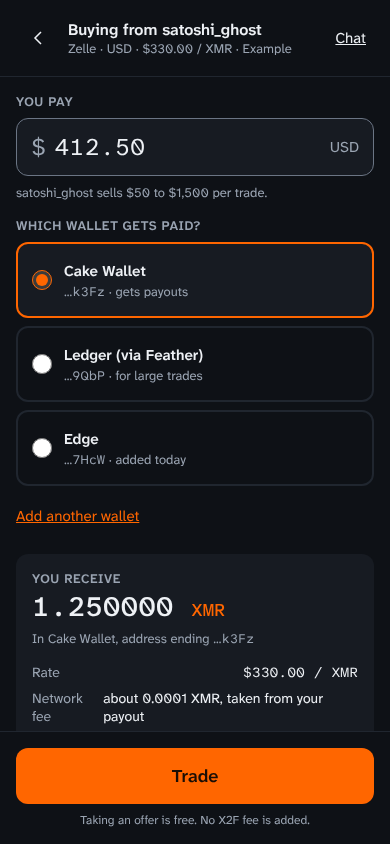 Buying from satoshi_ghost
Zelle · USD · $330.00 / XMR · Example
Chat
YOU PAY
$ 412.50 USD
satoshi_ghost sells $50 to $1,500 per trade.
WHICH WALLET GETS PAID?
Cake Wallet
…k3Fz · gets payouts
Ledger (via Feather)
…9QbP · for large trades
Edge
…7HcW · added today
Add another wallet
YOU RECEIVE
1.250000 XMR
In Cake Wallet, address ending …k3Fz
Rate $330.00 / XMR
Network fee about 0.0001 XMR, taken from your payout
Trade
Taking an offer is free. No X2F fee is added.